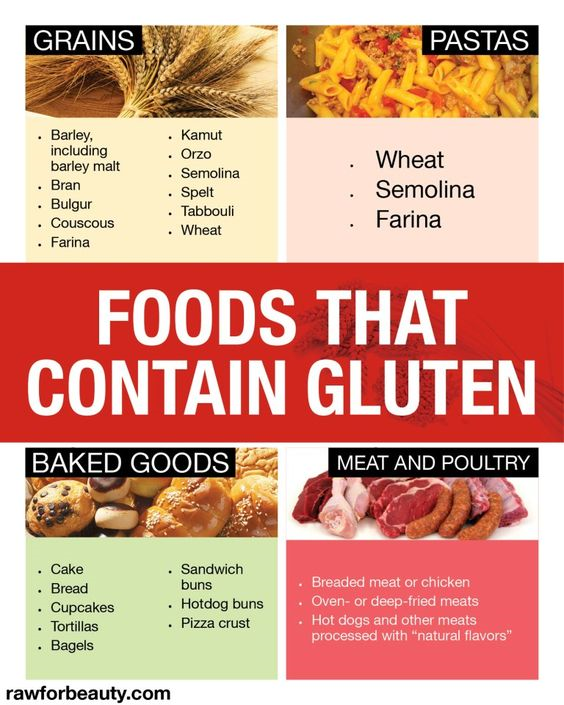 GRAINS
• Barley,
including
barley malt
• Bran
• Bulgur
• Couscous
• Farina
• Kamut
• Orzo
• Semolina
• Spelt
• Tabbouli
• Wheat
PASTAS
• Wheat
• Semolina
• Farina
FOODS THAT
CONTAIN GLUTEN
BAKED GOODS
• Cake
• Bread
• Cupcakes
• Tortillas
• Bagels
• Sandwich
buns
• Hotdog buns
• Pizza crust
MEAT AND POULTRY
• Breaded meat or chicken
• Oven- or deep-fried meats
• Hot dogs and other meats
processed with “natural flavors”
rawforbeauty.com